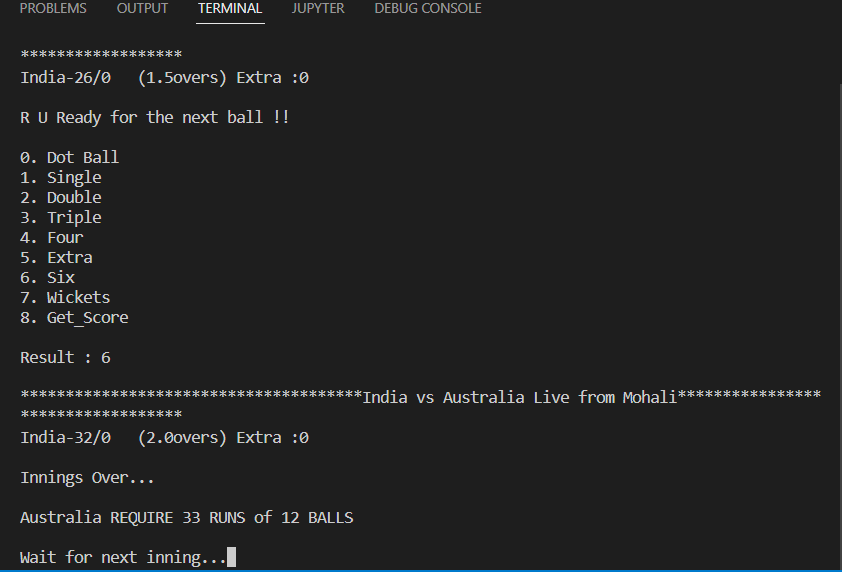 PROBLEMS OUTPUT TERMINAL JUPYTER DEBUG CONSOLE
******************
India-26/0   (1.5overs) Extra :0
R U Ready for the next ball !!
0. Dot Ball
1. Single
2. Double
3. Triple
4. Four
5. Extra
6. Six
7. Wickets
8. Get_Score
Result : 6
**************************************India vs Australia Live from Mohali****************
******************
India-32/0   (2.0overs) Extra :0
Innings Over...
Australia REQUIRE 33 RUNS of 12 BALLS
Wait for next inning...